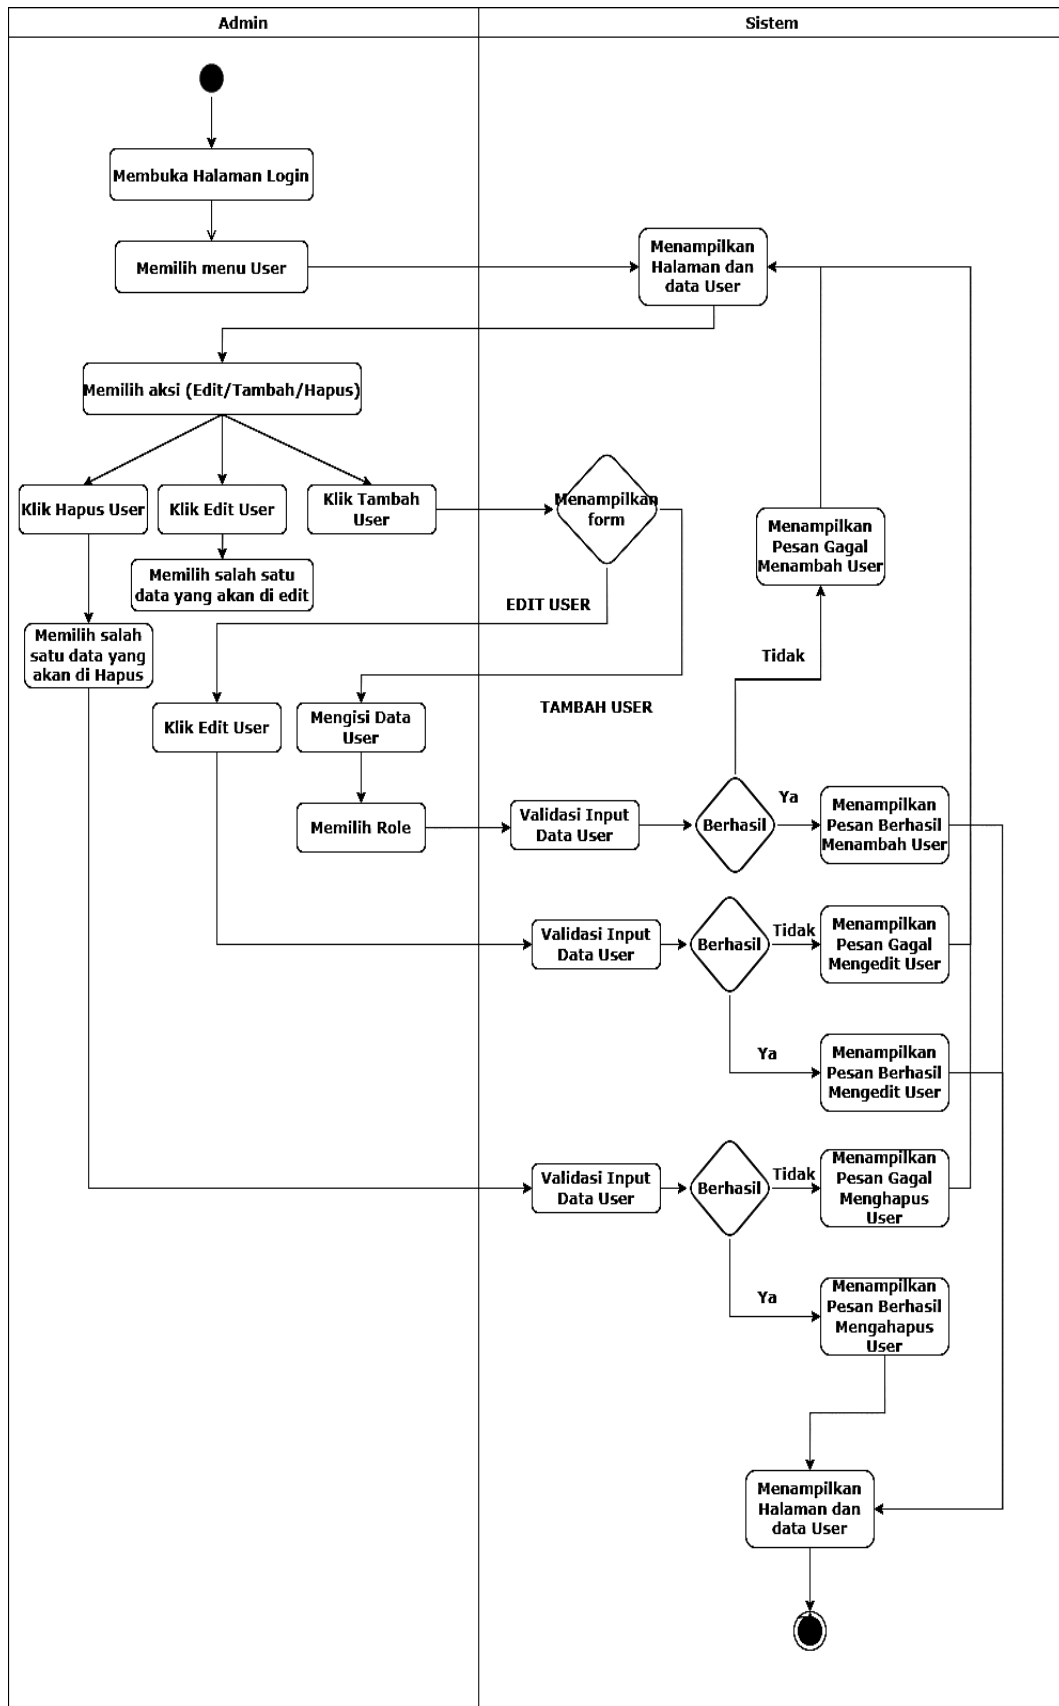 Admin
Sistem
Membuka Halaman Login
Memilih menu User
Menampilkan
Halaman dan
data User
Memilih aksi (Edit/Tambah/Hapus)
Klik Hapus User
Klik Edit User
Klik Tambah
User
Menampilkan
form
Menampilkan
Pesan Gagal
Menambah User
Memilih salah satu
data yang akan di edit
EDIT USER
Memilih salah
satu data yang
akan di Hapus
Tidak
Klik Edit User
Mengisi Data
User
TAMBAH USER
Memilih Role
Validasi Input
Data User
Berhasil
Ya
Menampilkan
Pesan Berhasil
Menambah User
Validasi Input
Data User
Berhasil
Tidak
Menampilkan
Pesan Gagal
Mengedit User
Ya
Menampilkan
Pesan Berhasil
Mengedit User
Validasi Input
Data User
Berhasil
Tidak
Menampilkan
Pesan Gagal
Menghapus
User
Ya
Menampilkan
Pesan Berhasil
Mengahapus
User
Menampilkan
Halaman dan
data User